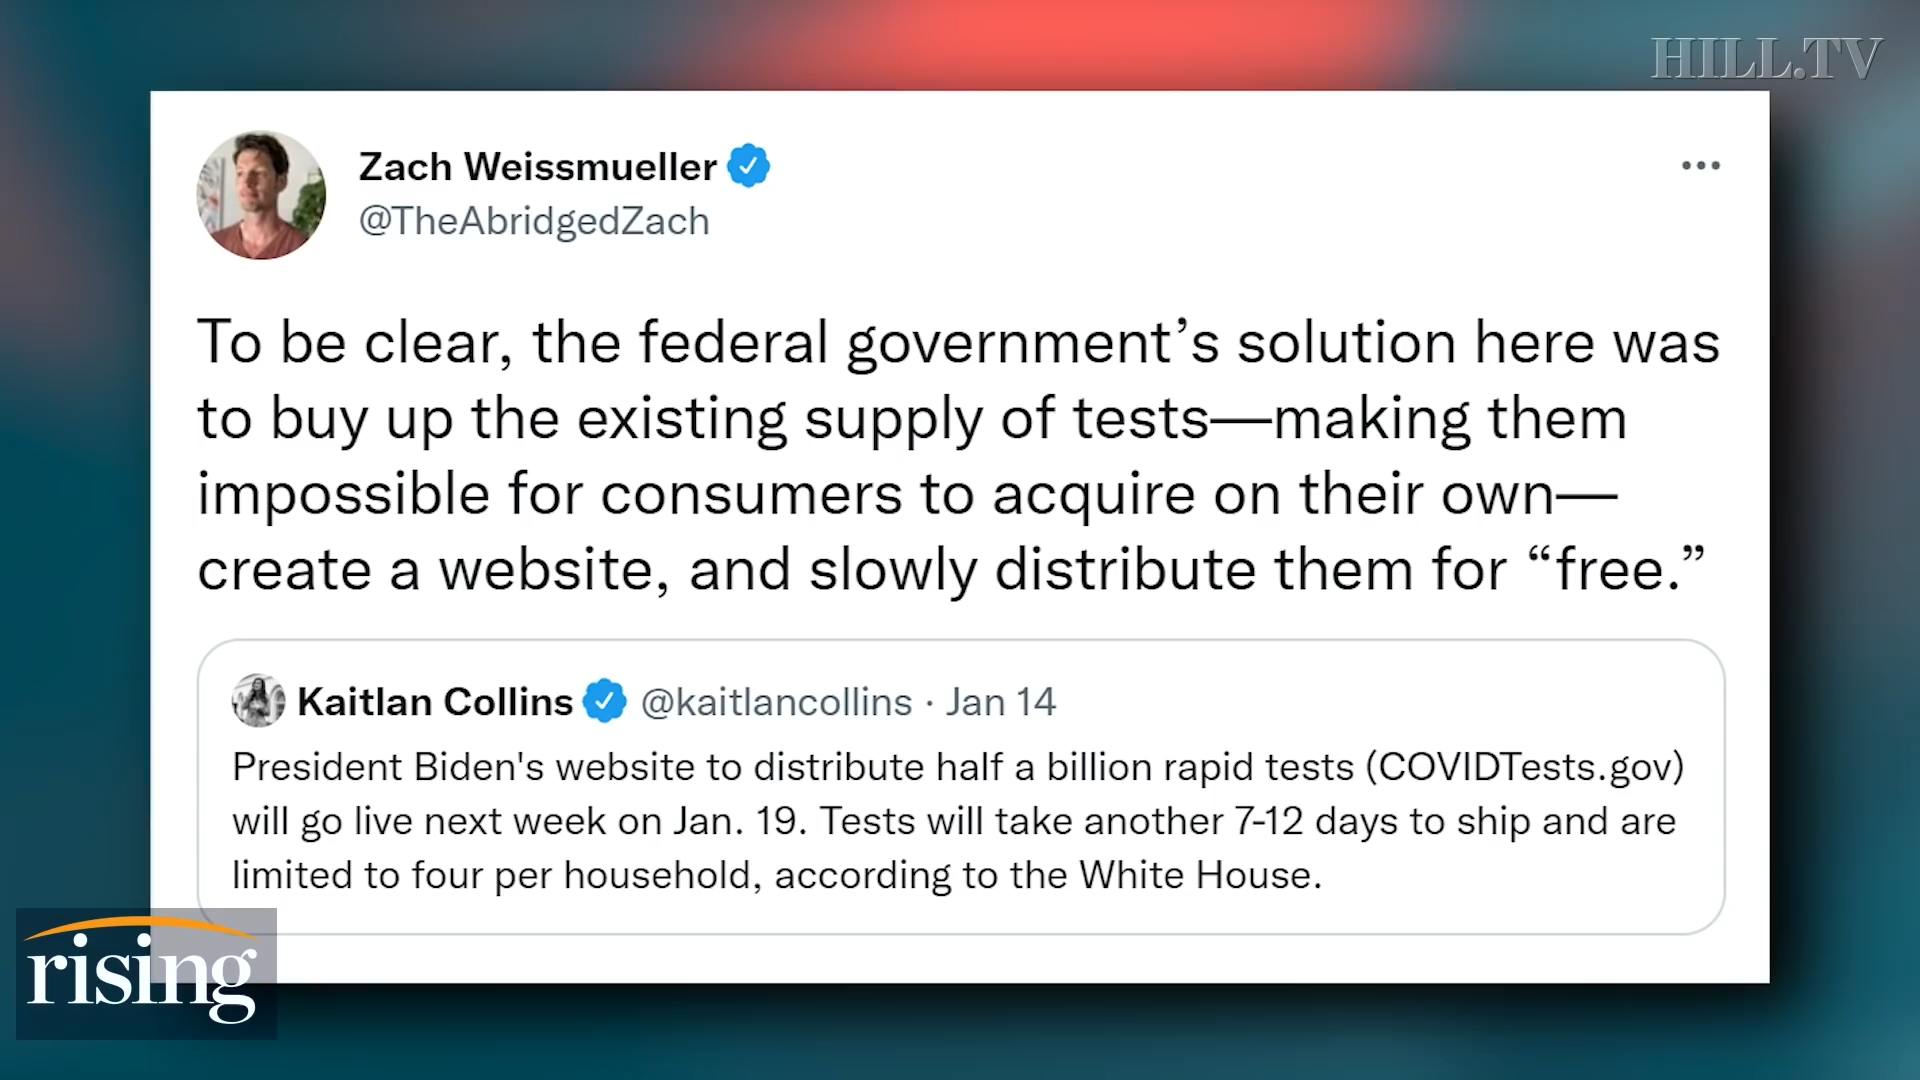 HILL.TV
Zach Weissmueller
@TheAbridgedZach
To be clear, the federal government’s solution here was
to buy up the existing supply of tests—making them
impossible for consumers to acquire on their own—
create a website, and slowly distribute them for “free.”
Kaitlan Collins @kaitlancollins · Jan 14
President Biden's website to distribute half a billion rapid tests (COVIDTests.gov)
will go live next week on Jan. 19. Tests will take another 7-12 days to ship and are
limited to four per household, according to the White House.
rising